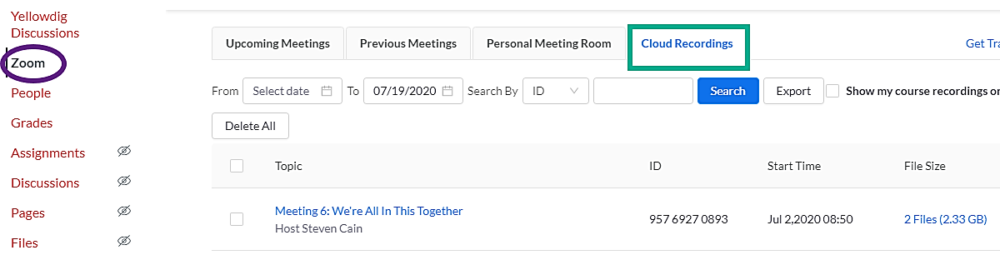 Yellowdig
Discussions
Zoom
People
Grades
Assignments
Discussions
Pages
Files
Upcoming Meetings Previous Meetings Personal Meeting Room Cloud Recordings Get Tra
From Select date To 07/19/2020 Search By ID Search Export Show my course recordings on
Delete All
Topic ID Start Time File Size
Meeting 6: We're All In This Together
Host Steven Cain
957 6927 0893 Jul 2,2020 08:50 2 Files (2.33 GB)